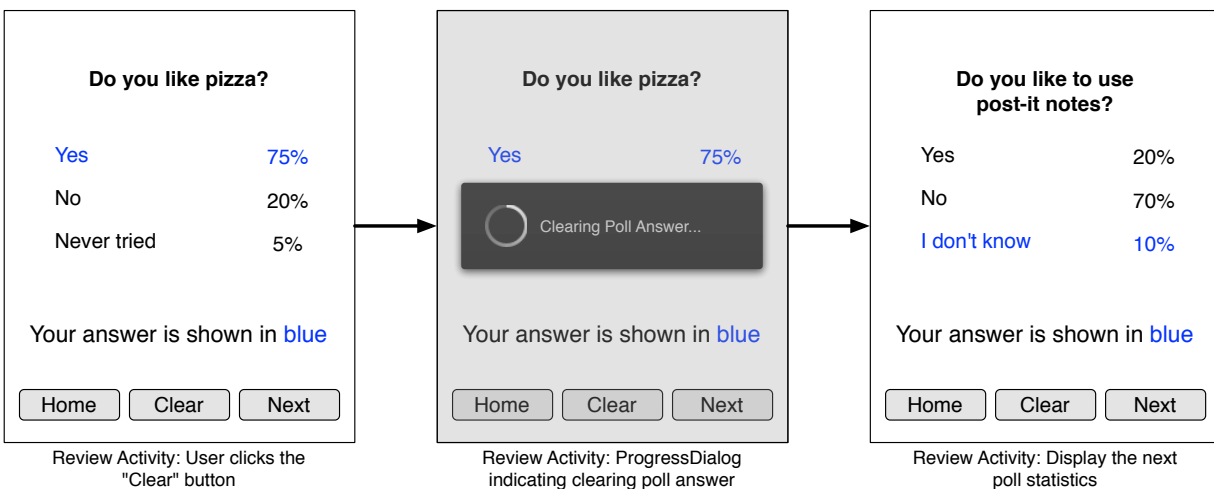 Do you like pizza?
Yes 75%
No 20%
Never tried 5%
Your answer is shown in blue
Home Clear Next
Review Activity: User clicks the
"Clear" button
Do you like pizza?
Yes 75%
Clearing Poll Answer...
Your answer is shown in blue
Home Clear Next
Review Activity: ProgressDialog
indicating clearing poll answer
Do you like to use
post-it notes?
Yes 20%
No 70%
I don't know 10%
Your answer is shown in blue
Home Clear Next
Review Activity: Display the next
poll statistics